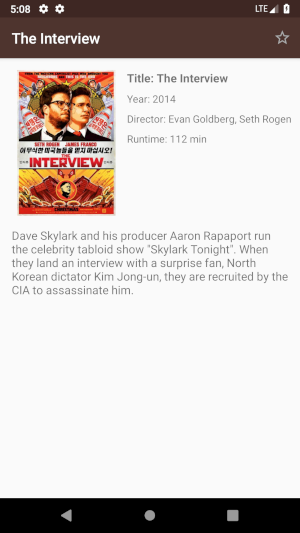 5:08
LTE
The Interview
Title: The Interview
Year: 2014
Director: Evan Goldberg, Seth Rogen
Runtime: 112 min
SETH ROGEN JAMES FRANCO
THE
INTERVIEW
Dave Skylark and his producer Aaron Rapaport run
the celebrity tabloid show "Skylark Tonight". When
they land an interview with a surprise fan, North
Korean dictator Kim Jong-un, they are recruited by the
CIA to assassinate him.